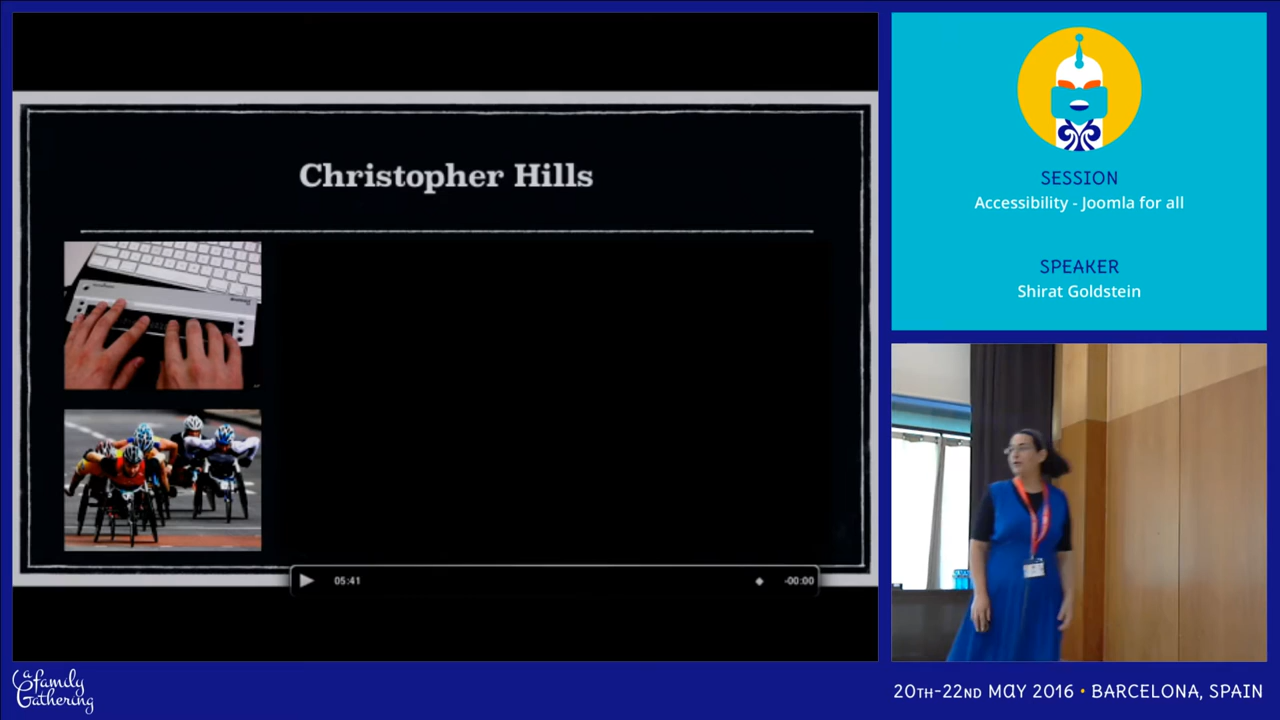 Christopher Hills
05:41
-00:00
SESSION
Accessibility - Joomla for all
SPEAKER
Shirat Goldstein
a family
Gathering
20TH-22ND MAY 2016 • BARCELONA, SPAIN